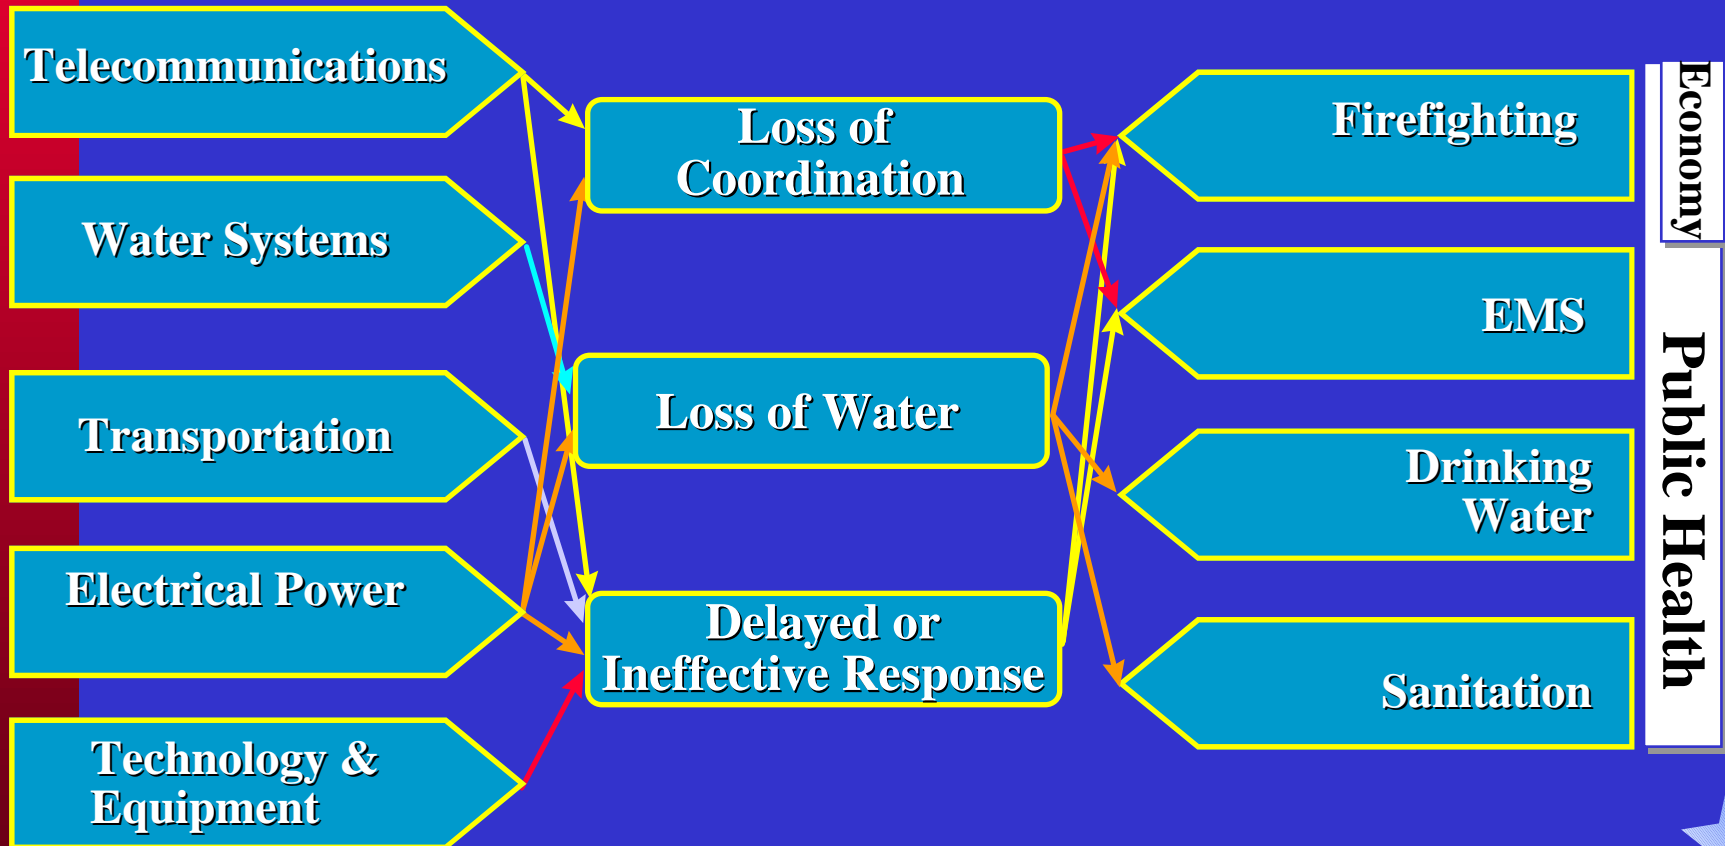 Telecommunications
Water Systems
Transportation
Electrical Power
Technology &
Equipment
Loss of
Coordination
Loss of Water
Delayed or
Ineffective Response
Firefighting
EMS
Drinking
Water
Sanitation
Economy
Public Health